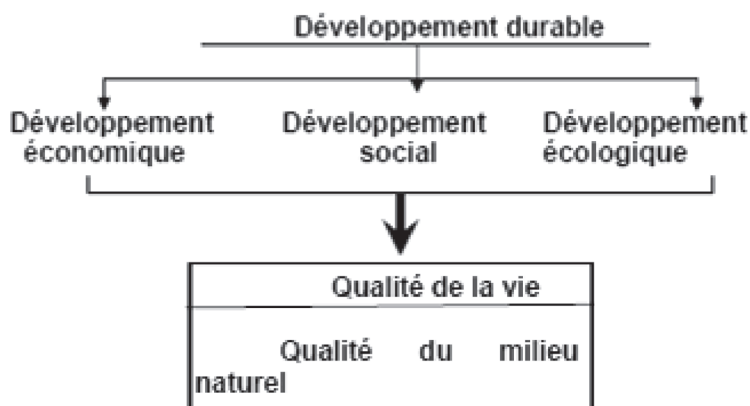 Développement durable
Développement économique
Développement social
Développement écologique
Qualité de la vie
Qualité du milieu
naturel